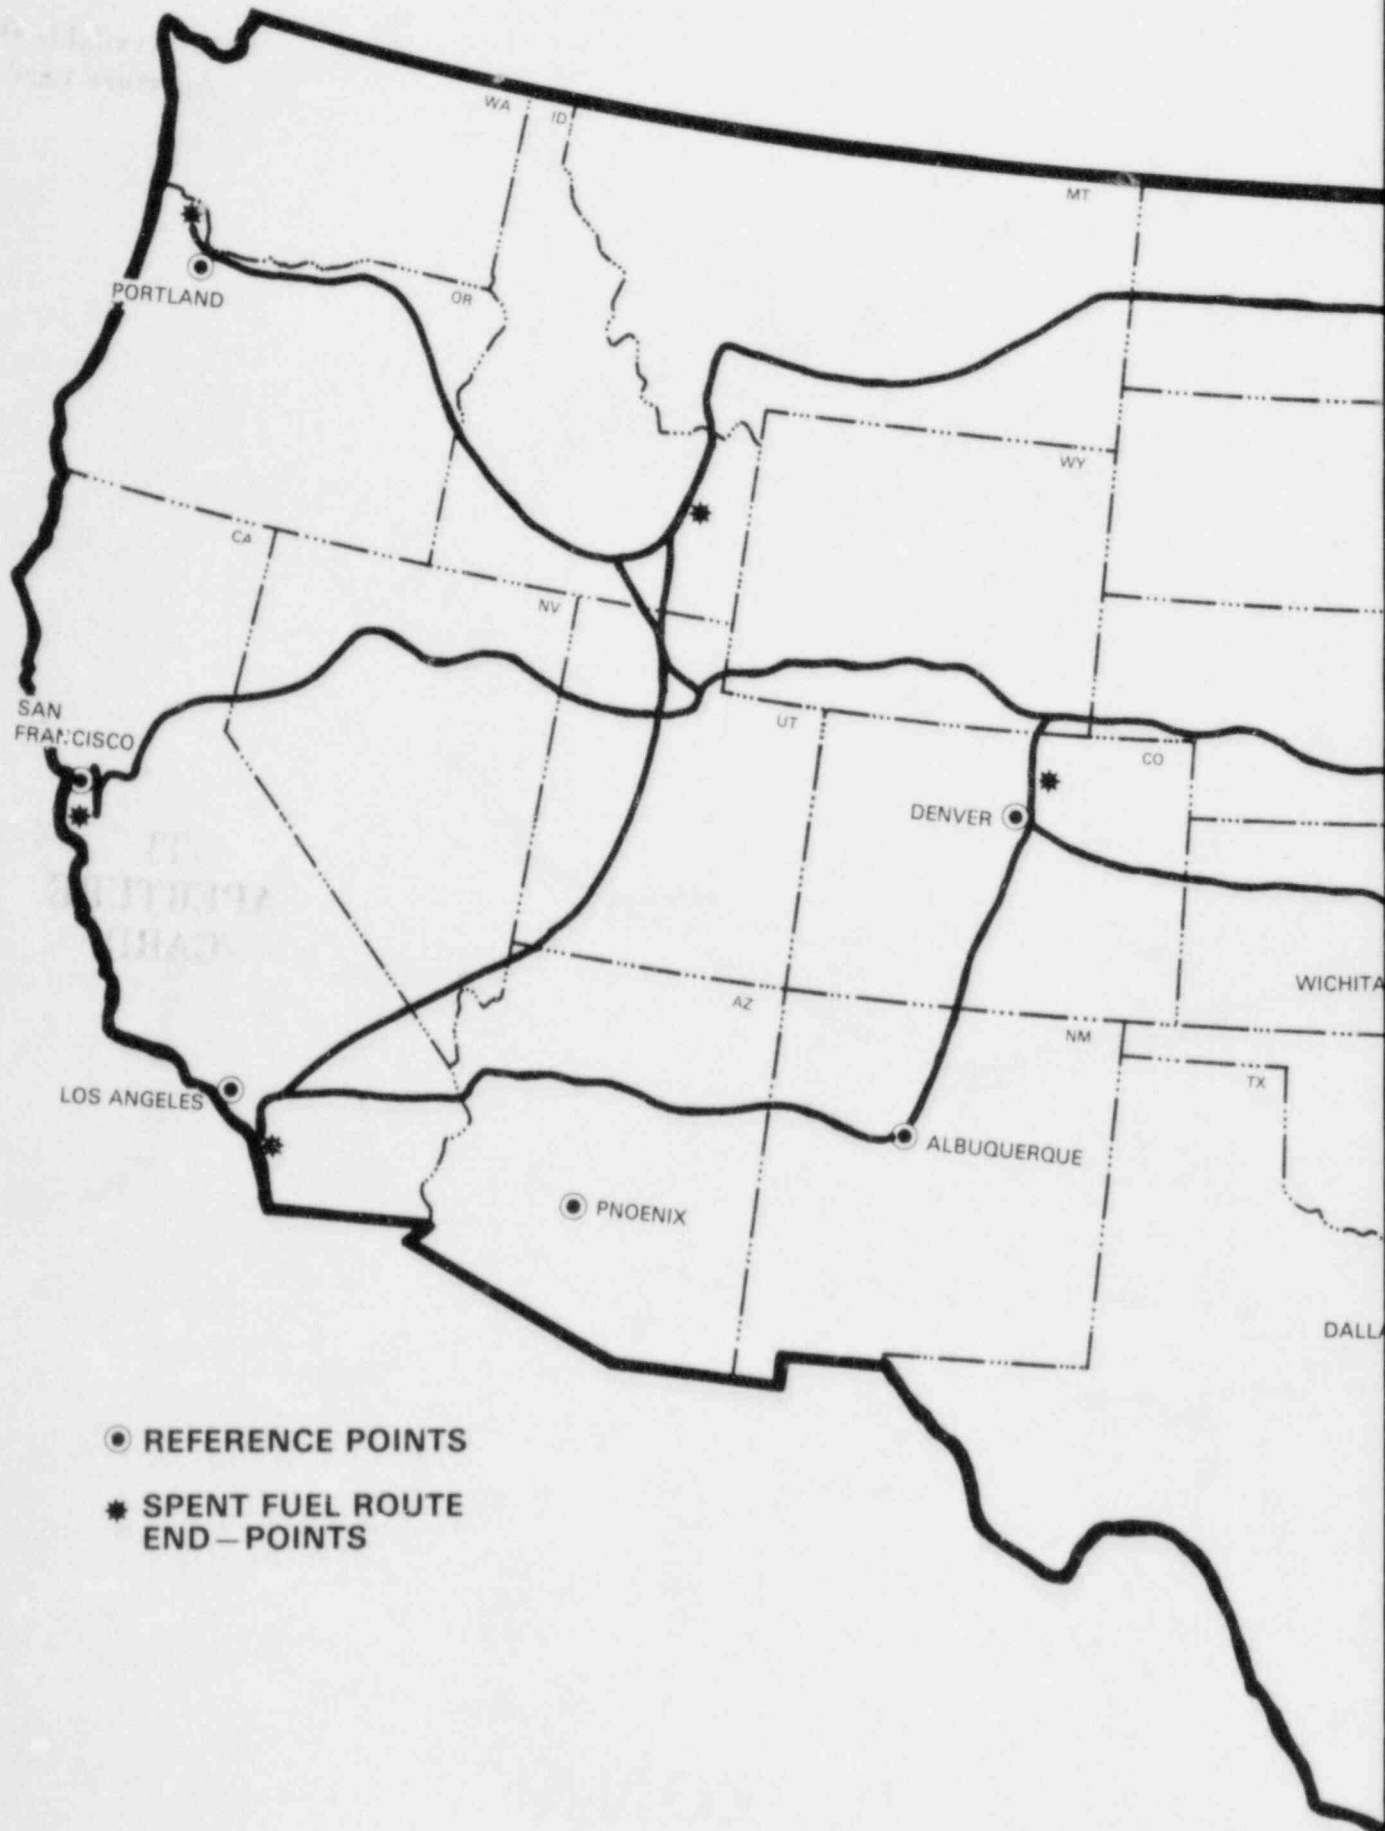 WA
ID
MT
PORTLAND
OR
WY
CA
NV
SAN
FRANCISCO
UT
CO
DENVER
WICHITA
AZ
NM
TX
LOS ANGELES
ALBUQUERQUE
PNOENIX
DALLA
REFERENCE POINTS
SPENT FUEL ROUTE
END—POINTS